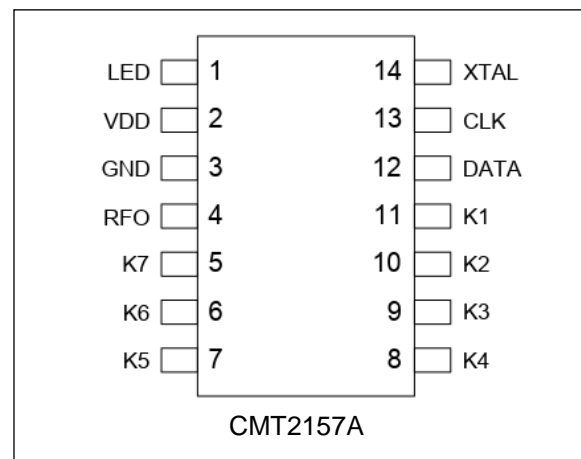 LED 1 14 XTAL
VDD 2 13 CLK
GND 3 12 DATA
RFO 4 11 K1
K7 5 10 K2
K6 6 9 K3
K5 7 8 K4
CMT2157A